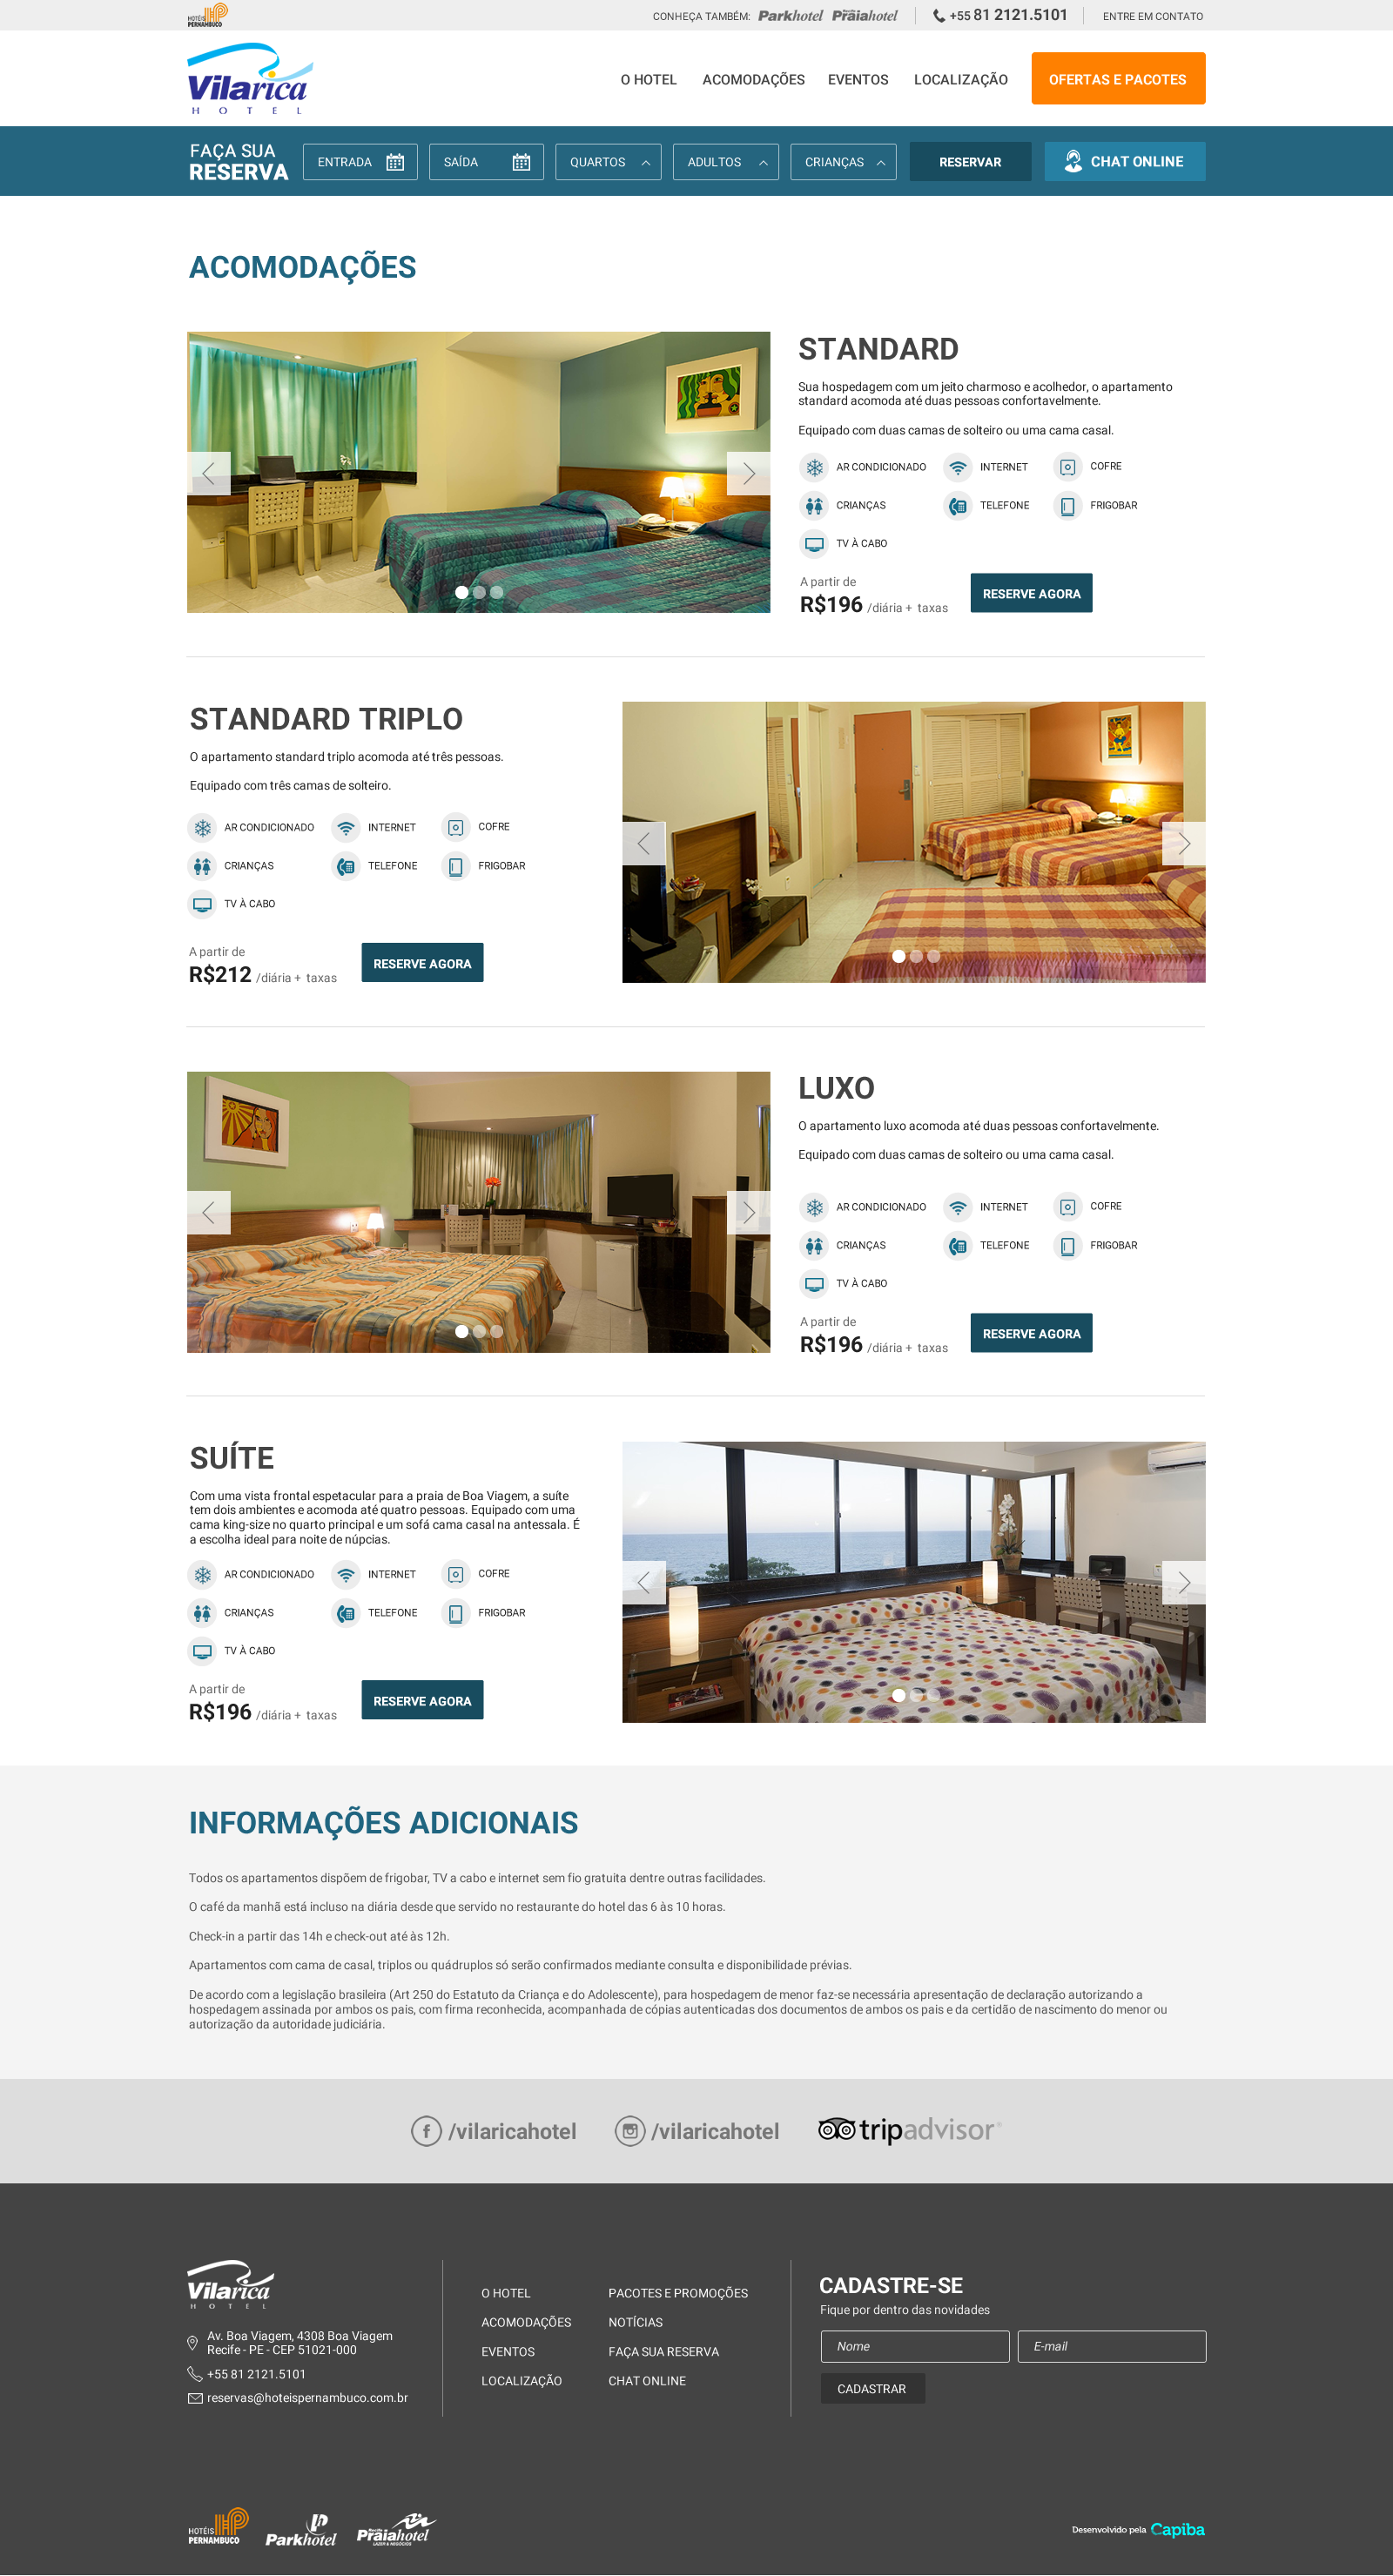 HOTÉIS
PERNAMBUCO
CONHEÇA TAMBÉM: Parkhotel Praiahotel
+55 81 2121.5101
ENTRE EM CONTATO
Vilarica
HOTEL
O HOTEL
ACOMODAÇÕES
EVENTOS
LOCALIZAÇÃO
OFERTAS E PACOTES
FAÇA SUA
RESERVA
ENTRADA
SAÍDA
QUARTOS
ADULTOS
CRIANÇAS
RESERVAR
CHAT ONLINE
ACOMODAÇÕES
STANDARD
Sua hospedagem com um jeito charmoso e acolhedor, o apartamento
standard acomoda até duas pessoas confortavelmente.
Equipado com duas camas de solteiro ou uma cama casal.
AR CONDICIONADO
INTERNET
COFRE
CRIANÇAS
TELEFONE
FRIGOBAR
TV À CABO
A partir de
R$196 /diária + taxas
RESERVE AGORA
STANDARD TRIPLO
O apartamento standard triplo acomoda até três pessoas.
Equipado com três camas de solteiro.
AR CONDICIONADO
INTERNET
COFRE
CRIANÇAS
TELEFONE
FRIGOBAR
TV À CABO
A partir de
R$212 /diária + taxas
RESERVE AGORA
LUXO
O apartamento luxo acomoda até duas pessoas confortavelmente.
Equipado com duas camas de solteiro ou uma cama casal.
AR CONDICIONADO
INTERNET
COFRE
CRIANÇAS
TELEFONE
FRIGOBAR
TV À CABO
A partir de
R$196 /diária + taxas
RESERVE AGORA
SUÍTE
Com uma vista frontal espetacular para a praia de Boa Viagem, a suíte
tem dois ambientes e acomoda até quatro pessoas. Equipado com uma
cama king-size no quarto principal e um sofá cama casal na antessala. É
a escolha ideal para noite de núpcias.
AR CONDICIONADO
INTERNET
COFRE
CRIANÇAS
TELEFONE
FRIGOBAR
TV À CABO
A partir de
R$196 /diária + taxas
RESERVE AGORA
INFORMAÇÕES ADICIONAIS
Todos os apartamentos dispõem de frigobar, TV a cabo e internet sem fio gratuita dentre outras facilidades.
O café da manhã está incluso na diária desde que servido no restaurante do hotel das 6 às 10 horas.
Check-in a partir das 14h e check-out até às 12h.
Apartamentos com cama de casal, triplos ou quádruplos só serão confirmados mediante consulta e disponibilidade prévias.
De acordo com a legislação brasileira (Art 250 do Estatuto da Criança e do Adolescente), para hospedagem de menor faz-se necessária apresentação de declaração autorizando a
hospedagem assinada por ambos os pais, com firma reconhecida, acompanhada de cópias autenticadas dos documentos de ambos os pais e da certidão de nascimento do menor ou
autorização da autoridade judiciária.
/vilaricahotel
/vilaricahotel
tripadvisor®
Vilarica
HOTEL
Av. Boa Viagem, 4308 Boa Viagem
Recife - PE - CEP 51021-000
+55 81 2121.5101
reservas@hoteispernambuco.com.br
O HOTEL
ACOMODAÇÕES
EVENTOS
LOCALIZAÇÃO
PACOTES E PROMOÇÕES
NOTÍCIAS
FAÇA SUA RESERVA
CHAT ONLINE
CADASTRE-SE
Fique por dentro das novidades
Nome
E-mail
CADASTRAR
HOTÉIS
PERNAMBUCO
Parkhotel
Praiahotel
LAZER & NEGÓCIOS
Desenvolvido pela Capiba